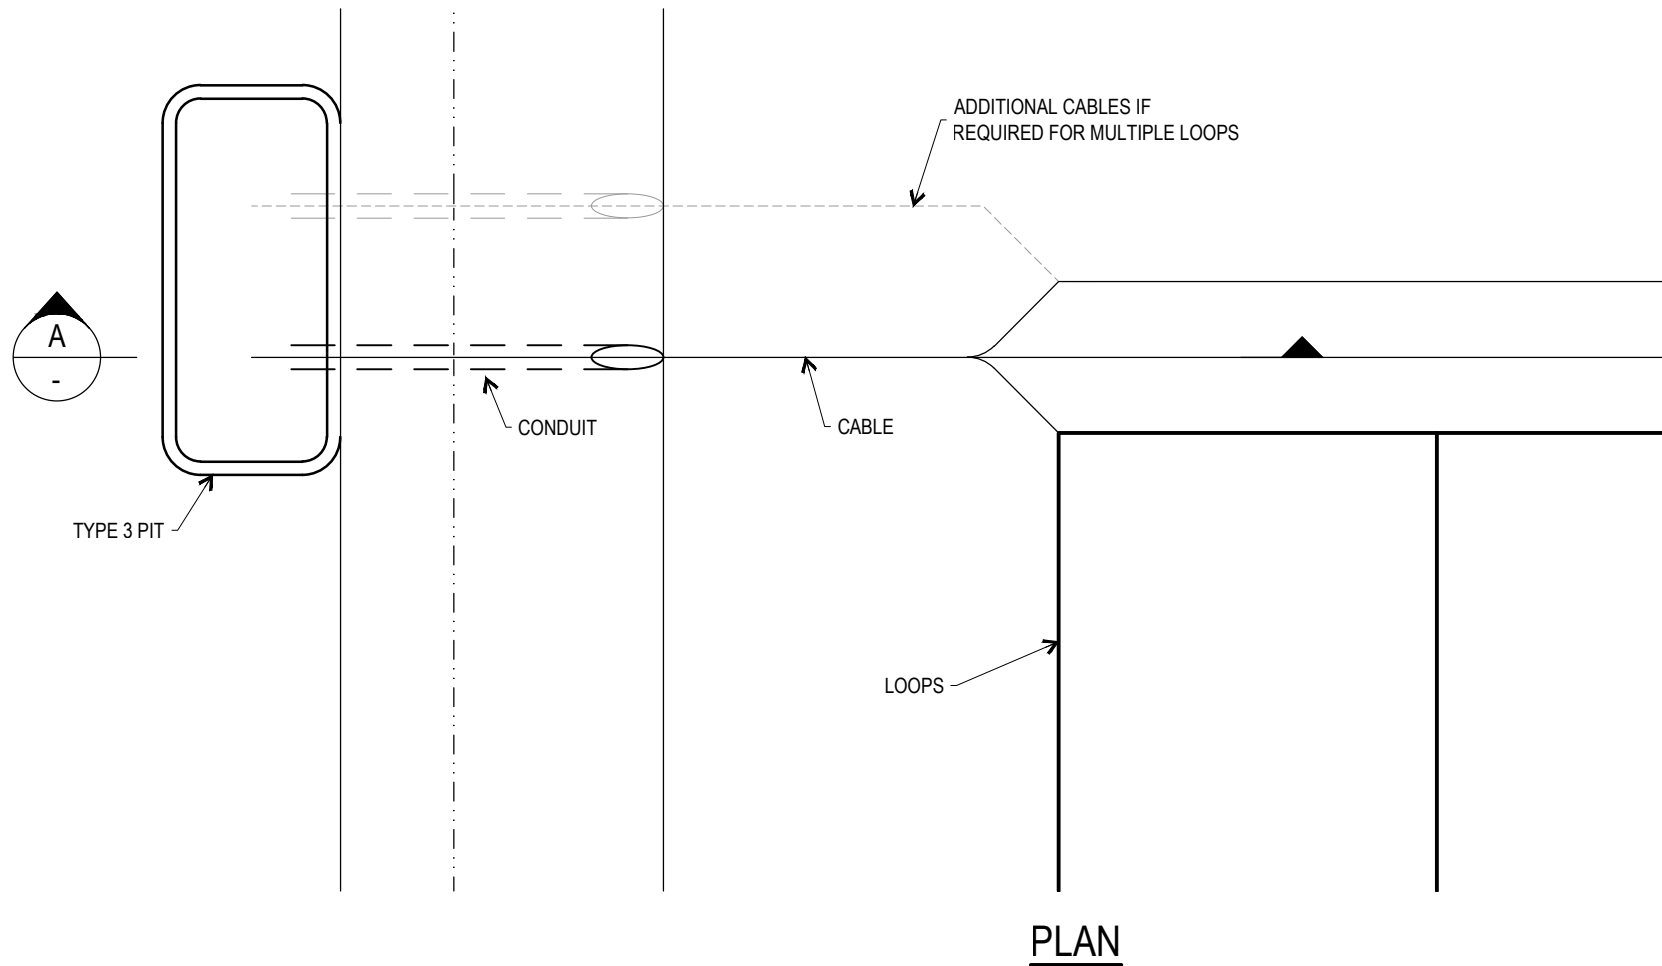 ADDITIONAL CABLES IF
REQUIRED FOR MULTIPLE LOOPS
A
-
CONDUIT
CABLE
TYPE 3 PIT
LOOPS
PLAN